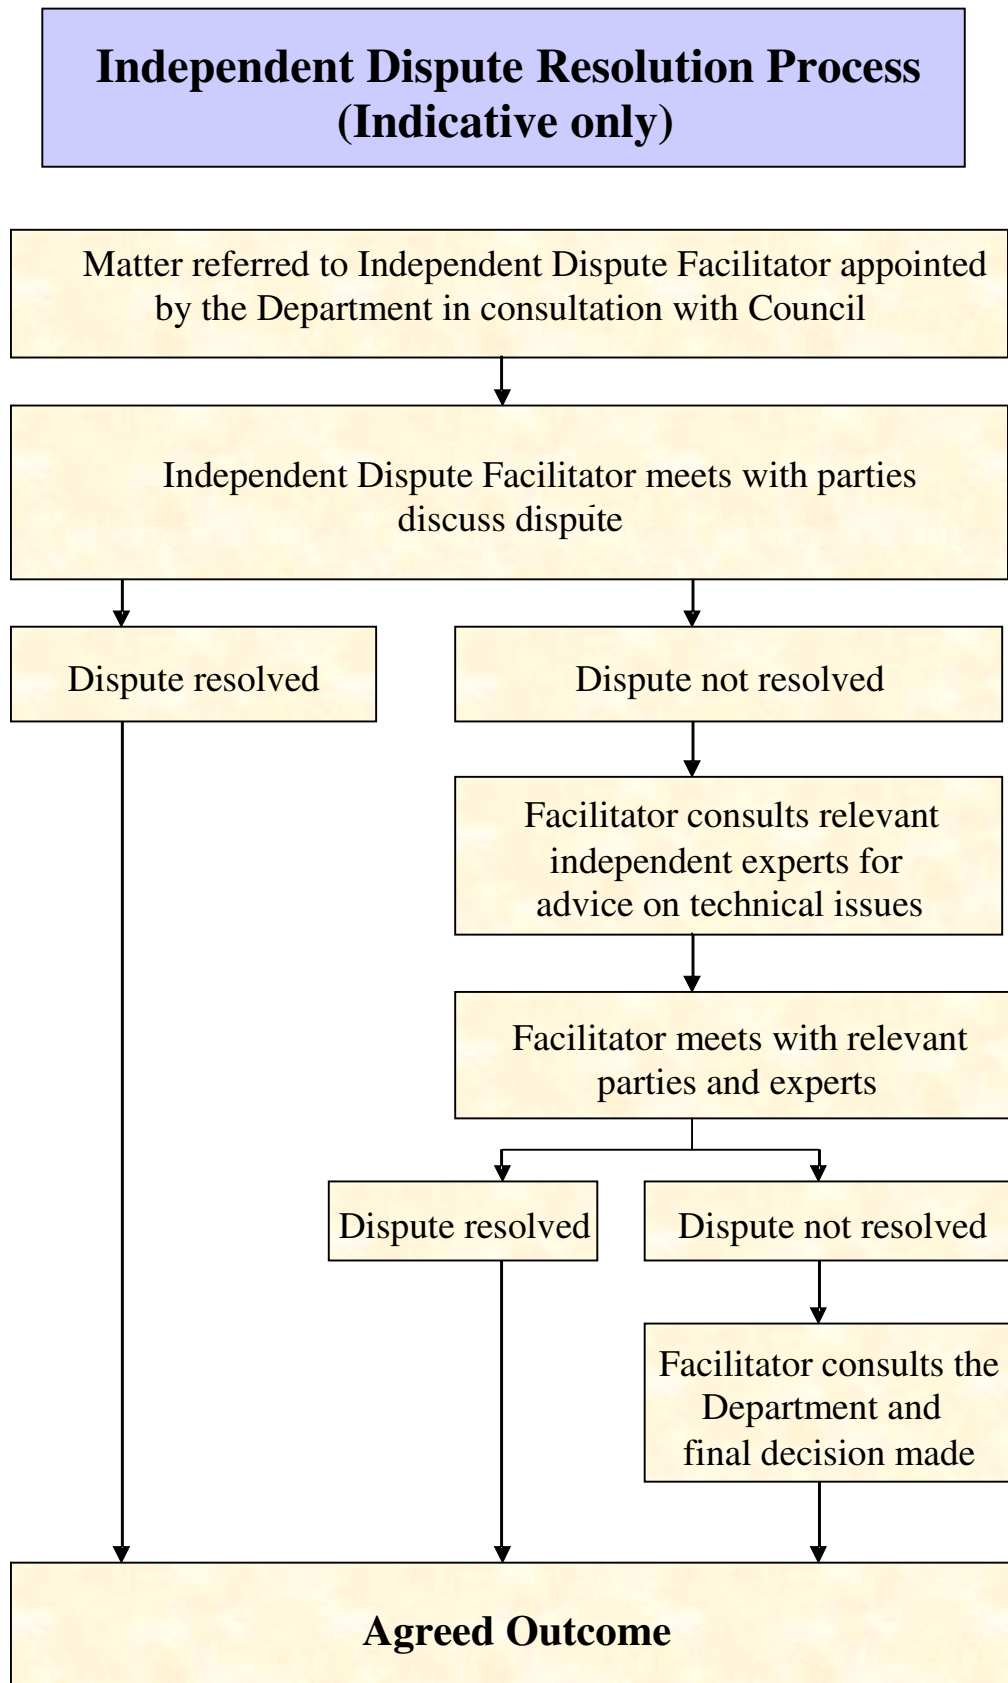 Independent Dispute Resolution Process
(Indicative only)
Matter referred to Independent Dispute Facilitator appointed
by the Department in consultation with Council
Independent Dispute Facilitator meets with parties
discuss dispute
Dispute resolved
Dispute not resolved
Facilitator consults relevant
independent experts for
advice on technical issues
Facilitator meets with relevant
parties and experts
Dispute resolved
Dispute not resolved
Facilitator consults the
Department and
final decision made
Agreed Outcome